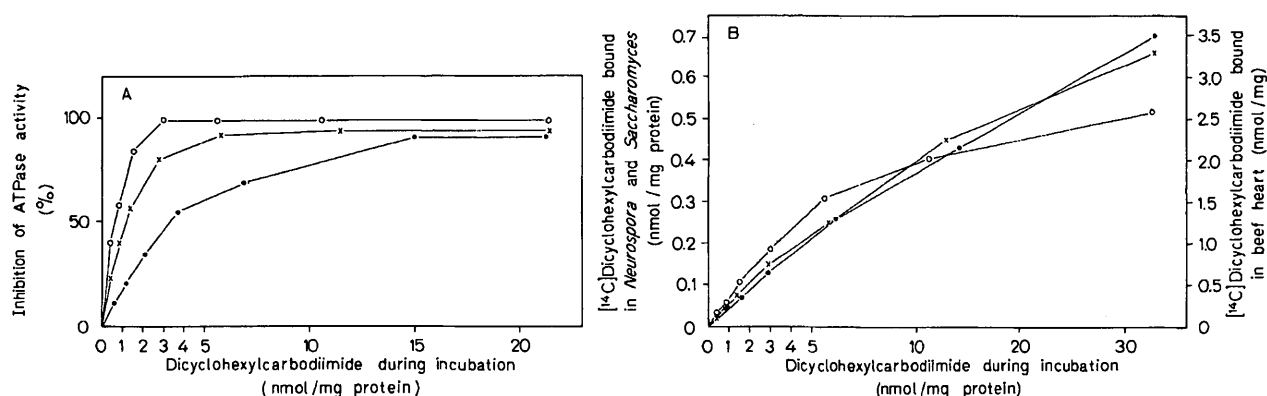 A
Inhibition of ATPase activity
(%)
100
50
0
0 1 2 3 4 5 10 15 20
Dicyclohexylcarbodiimide during incubation
(nmol/mg protein)
B
[14C]Dicyclohexylcarbodiimide bound
in Neurospora and Saccharomyces
(nmol/mg protein)
0.7
0.6
0.5
0.4
0.3
0.2
0.1
0
3.5
3.0
2.5
2.0
1.5
1.0
0.5
0
[14C]Dicyclohexylcarbodiimide bound
in beef heart (nmol/mg)
0 1 2 3 4 5 10 20 30
Dicyclohexylcarbodiimide during incubation
(nmol/mg protein)